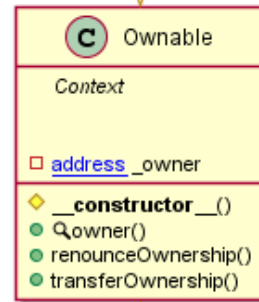 C Ownable
Context
address _owner
__constructor__()
owner()
renounceOwnership()
transferOwnership()